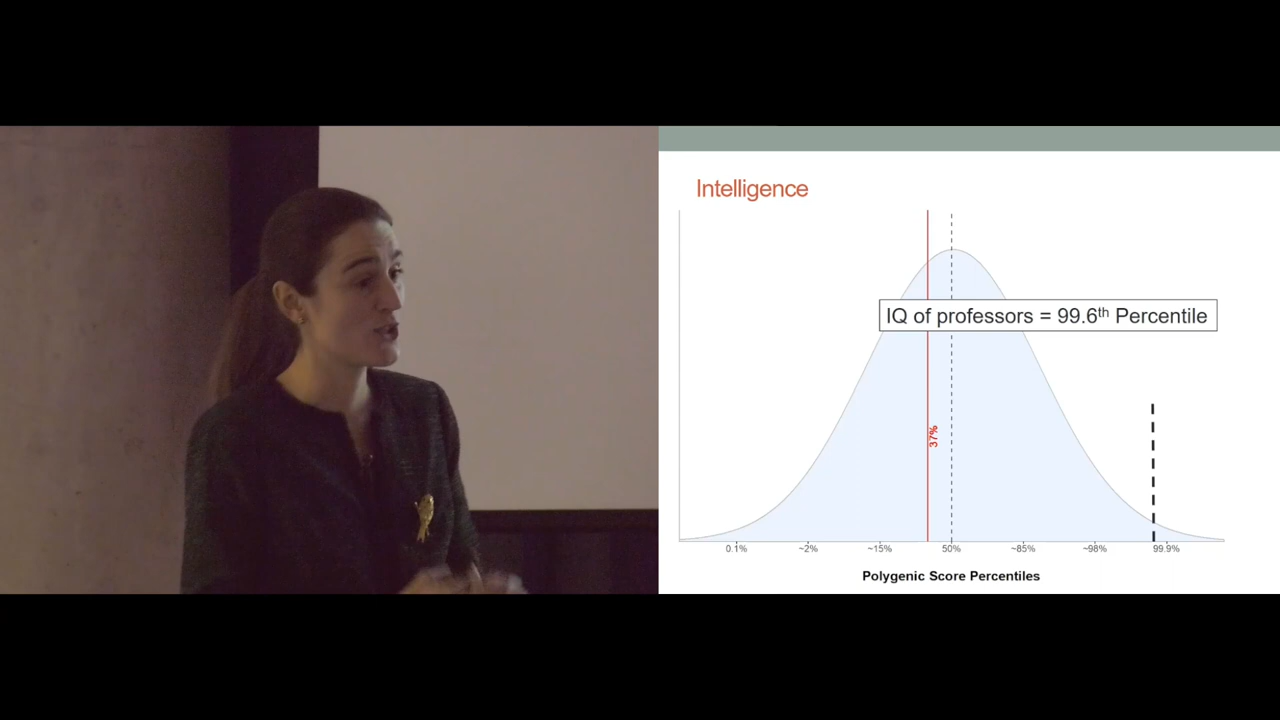 Intelligence
IQ of professors = 99.6th Percentile
37%
0.1% ~2% ~15% 50% ~85% ~98% 99.9%
Polygenic Score Percentiles